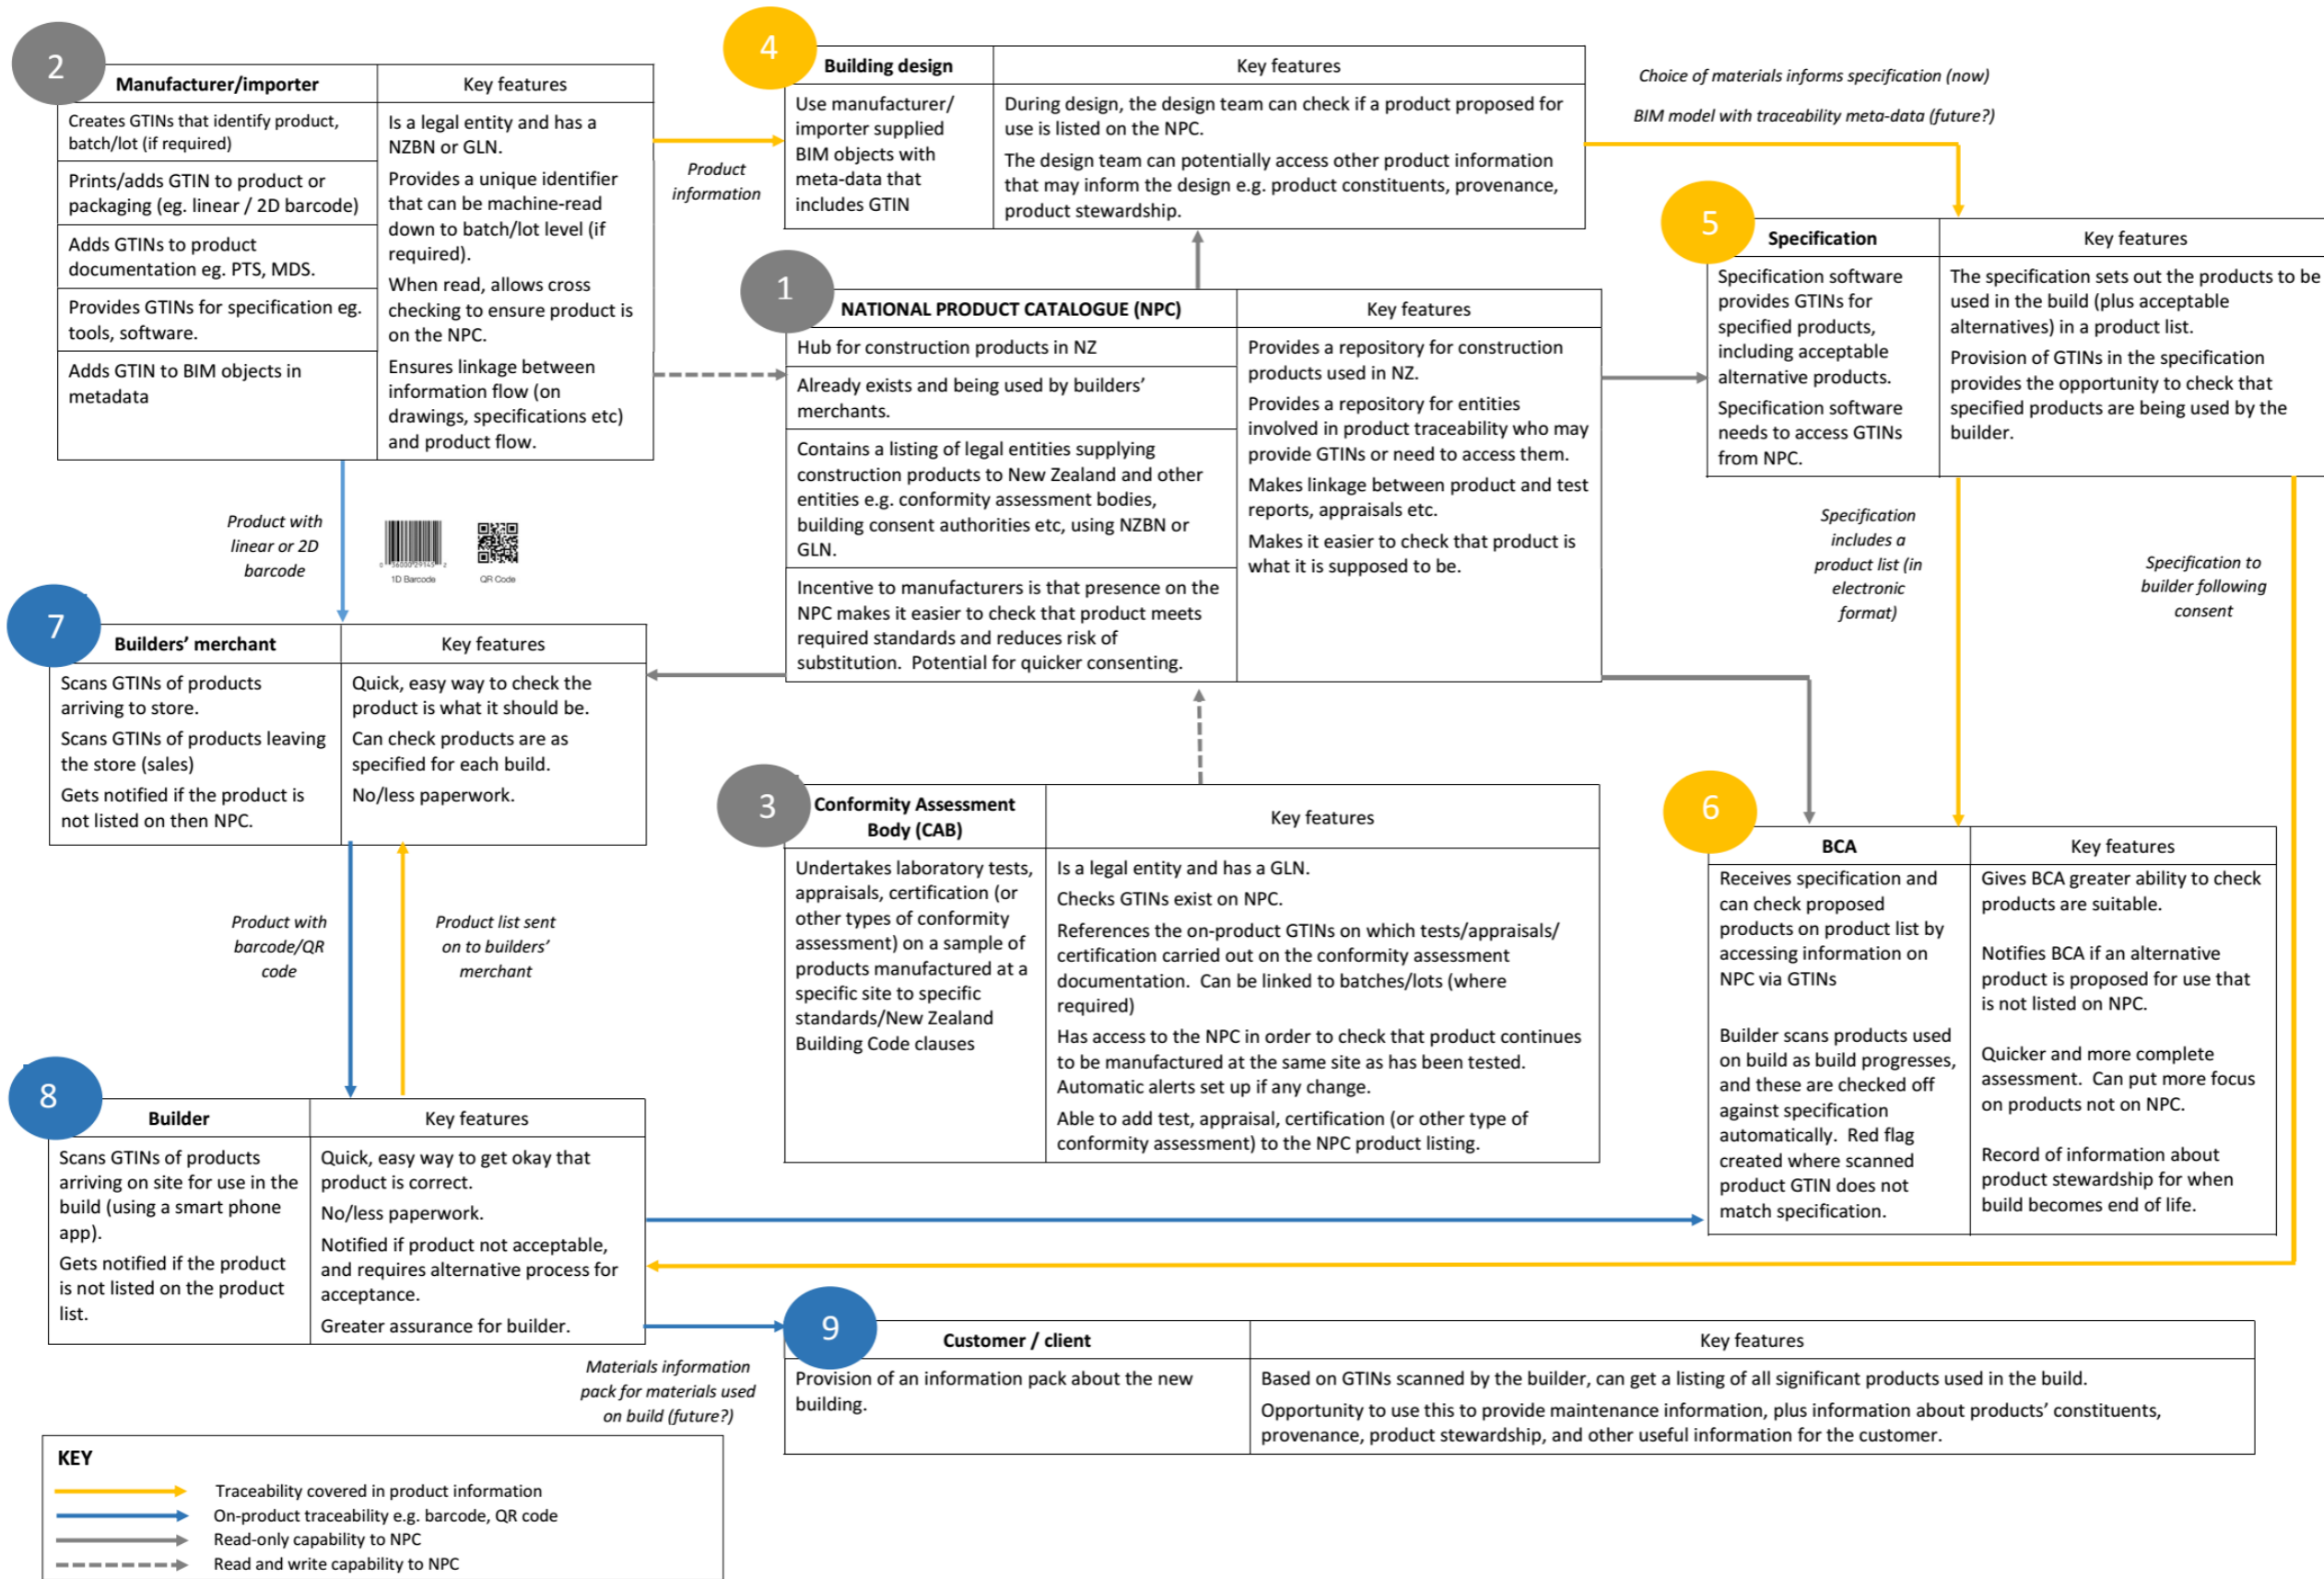 2
Manufacturer/importer
Key features
Creates GTINs that identify product,
batch/lot (if required)
Prints/adds GTIN to product or
packaging (eg. linear / 2D barcode)
Adds GTINs to product
documentation eg. PTS, MDS.
Provides GTINs for specification eg.
tools, software.
Adds GTIN to BIM objects in
metadata
Is a legal entity and has a
NZBN or GLN.
Provides a unique identifier
that can be machine-read
down to batch/lot level (if
required).
When read, allows cross
checking to ensure product is
on the NPC.
Ensures linkage between
information flow (on
drawings, specifications etc)
and product flow.
Product
information
4
Building design
Key features
Use manufacturer/
importer supplied
BIM objects with
meta-data that
includes GTIN
During design, the design team can check if a product proposed for
use is listed on the NPC.
The design team can potentially access other product information
that may inform the design e.g. product constituents, provenance,
product stewardship.
Choice of materials informs specification (now)
BIM model with traceability meta-data (future?)
5
Specification
Key features
Specification software
provides GTINs for
specified products,
including acceptable
alternative products.
Specification software
needs to access GTINs
from NPC.
The specification sets out the products to be
used in the build (plus acceptable
alternatives) in a product list.
Provision of GTINs in the specification
provides the opportunity to check that
specified products are being used by the
builder.
1
NATIONAL PRODUCT CATALOGUE (NPC)
Key features
Hub for construction products in NZ
Already exists and being used by builders'
merchants.
Contains a listing of legal entities supplying
construction products to New Zealand and other
entities e.g. conformity assessment bodies,
building consent authorities etc, using NZBN or
GLN.
Incentive to manufacturers is that presence on the
NPC makes it easier to check that product meets
required standards and reduces risk of
substitution. Potential for quicker consenting.
Provides a repository for construction
products used in NZ.
Provides a repository for entities
involved in product traceability who may
provide GTINs or need to access them.
Makes linkage between product and test
reports, appraisals etc.
Makes it easier to check that product is
what it is supposed to be.
Product with
linear or 2D
barcode
1D Barcode
QR Code
Specification
includes a
product list (in
electronic
format)
Specification to
builder following
consent
7
Builders' merchant
Key features
Scans GTINs of products
arriving to store.
Scans GTINs of products leaving
the store (sales)
Gets notified if the product is
not listed on then NPC.
Quick, easy way to check the
product is what it should be.
Can check products are as
specified for each build.
No/less paperwork.
3
Conformity Assessment
Body (CAB)
Key features
Undertakes laboratory tests,
appraisals, certification (or
other types of conformity
assessment) on a sample of
products manufactured at a
specific site to specific
standards/New Zealand
Building Code clauses
Is a legal entity and has a GLN.
Checks GTINs exist on NPC.
References the on-product GTINs on which tests/appraisals/
certification carried out on the conformity assessment
documentation. Can be linked to batches/lots (where
required)
Has access to the NPC in order to check that product continues
to be manufactured at the same site as has been tested.
Automatic alerts set up if any change.
Able to add test, appraisal, certification (or other type of
conformity assessment) to the NPC product listing.
6
BCA
Key features
Receives specification and
can check proposed
products on product list by
accessing information on
NPC via GTINs
Builder scans products used
on build as build progresses,
and these are checked off
against specification
automatically. Red flag
created where scanned
product GTIN does not
match specification.
Gives BCA greater ability to check
products are suitable.
Notifies BCA if an alternative
product is proposed for use that
is not listed on NPC.
Quicker and more complete
assessment. Can put more focus
on products not on NPC.
Record of information about
product stewardship for when
build becomes end of life.
Product with
barcode/QR
code
Product list sent
on to builders'
merchant
8
Builder
Key features
Scans GTINs of products
arriving on site for use in the
build (using a smart phone
app).
Gets notified if the product
is not listed on the product
list.
Quick, easy way to get okay that
product is correct.
No/less paperwork.
Notified if product not acceptable,
and requires alternative process for
acceptance.
Greater assurance for builder.
Materials information
pack for materials used
on build (future?)
9
Customer / client
Key features
Provision of an information pack about the new
building.
Based on GTINs scanned by the builder, can get a listing of all significant products used in the build.
Opportunity to use this to provide maintenance information, plus information about products' constituents,
provenance, product stewardship, and other useful information for the customer.
KEY
Traceability covered in product information
On-product traceability e.g. barcode, QR code
Read-only capability to NPC
Read and write capability to NPC